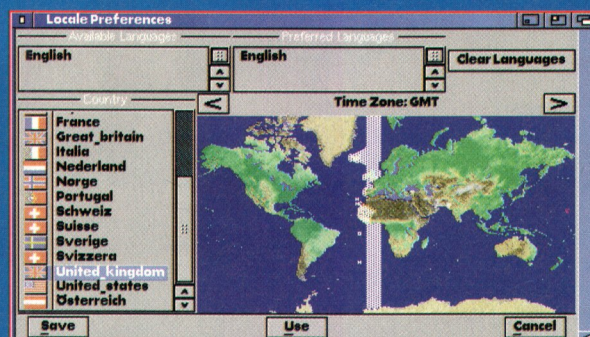 Locale Preferences
Available Languages
Preferred Languages
English
English
Clear Languages
Country
<
Time Zone: GMT
>
France
Great_britain
Italia
Nederland
Norge
Portugal
Schweiz
Suisse
Sverige
Svizzera
United_kingdom
United_states
Österreich
Save
Use
Cancel